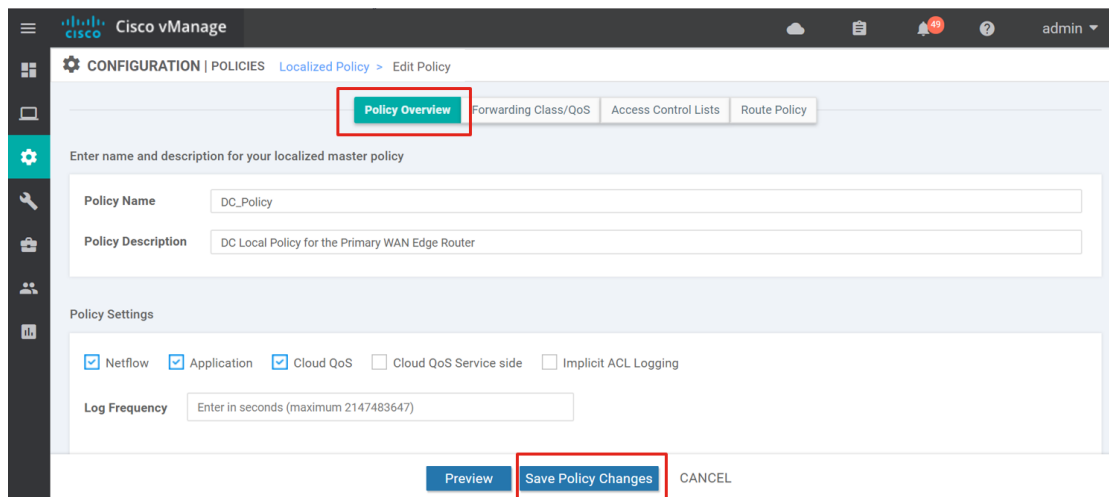 cisco Cisco vManage 49 admin
CONFIGURATION | POLICIES Localized Policy > Edit Policy
Policy Overview Forwarding Class/QoS Access Control Lists Route Policy
Enter name and description for your localized master policy
Policy Name DC_Policy
Policy Description DC Local Policy for the Primary WAN Edge Router
Policy Settings
Netflow Application Cloud QoS Cloud QoS Service side Implicit ACL Logging
Log Frequency Enter in seconds (maximum 2147483647)
Preview Save Policy Changes CANCEL